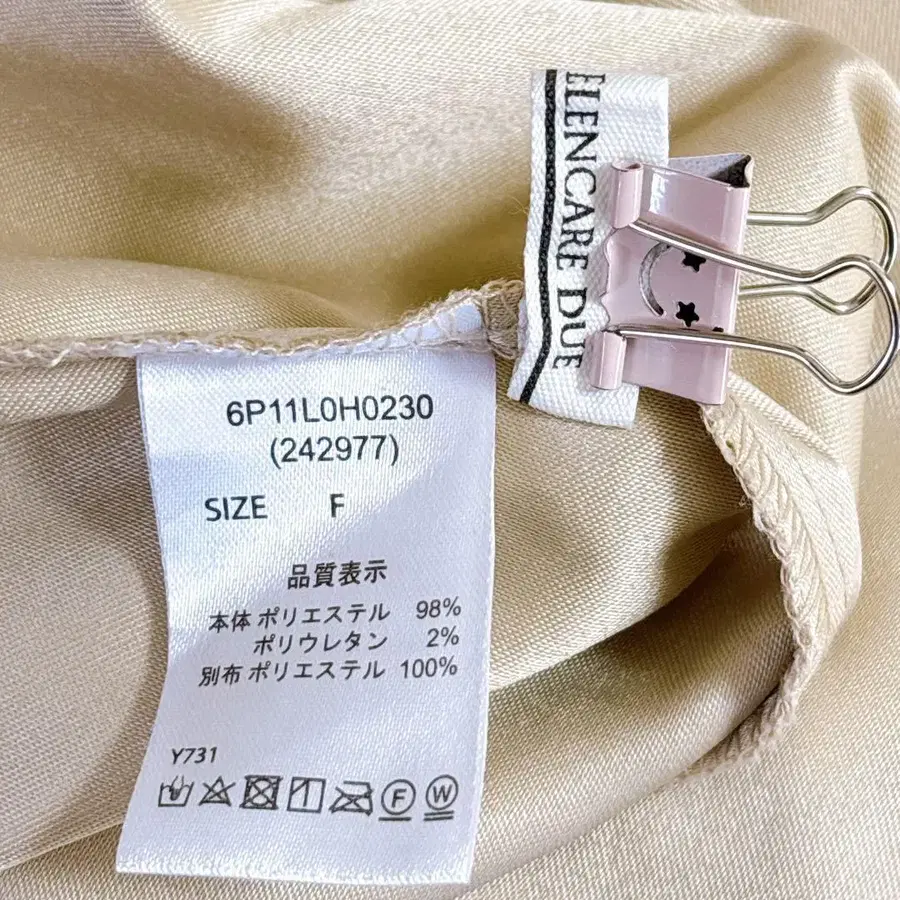 ELENCARE DUE
6P11L0H0230
(242977)
SIZE F
品質表示
本体 ポリエステル 98%
ポリウレタン 2%
別布 ポリエステル 100%
Y731
F W